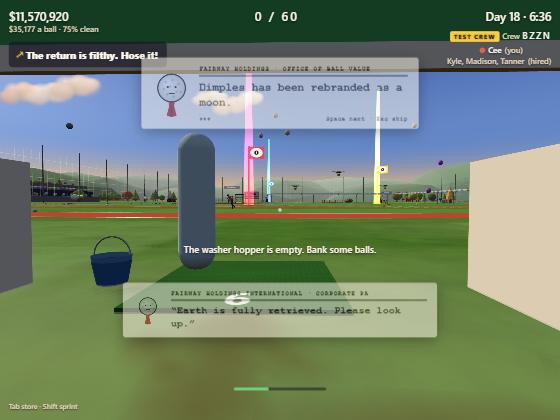 $11,570,920
$35,177 a ball · 75% clean
0 / 60
Day 18 · 6:36
TEST CREW Crew BZZN
Cee (you)
Kyle, Madison, Tanner (hired)
The return is filthy. Hose it!
FAIRWAY HOLDINGS · OFFICE OF BALL VALUE
Dimples has been rebranded as a
moon.
Space next · Esc skip
The washer hopper is empty. Bank some balls.
FAIRWAY HOLDINGS INTERNATIONAL · CORPORATE PA
“Earth is fully retrieved. Please look
up.”
Tab store · Shift sprint